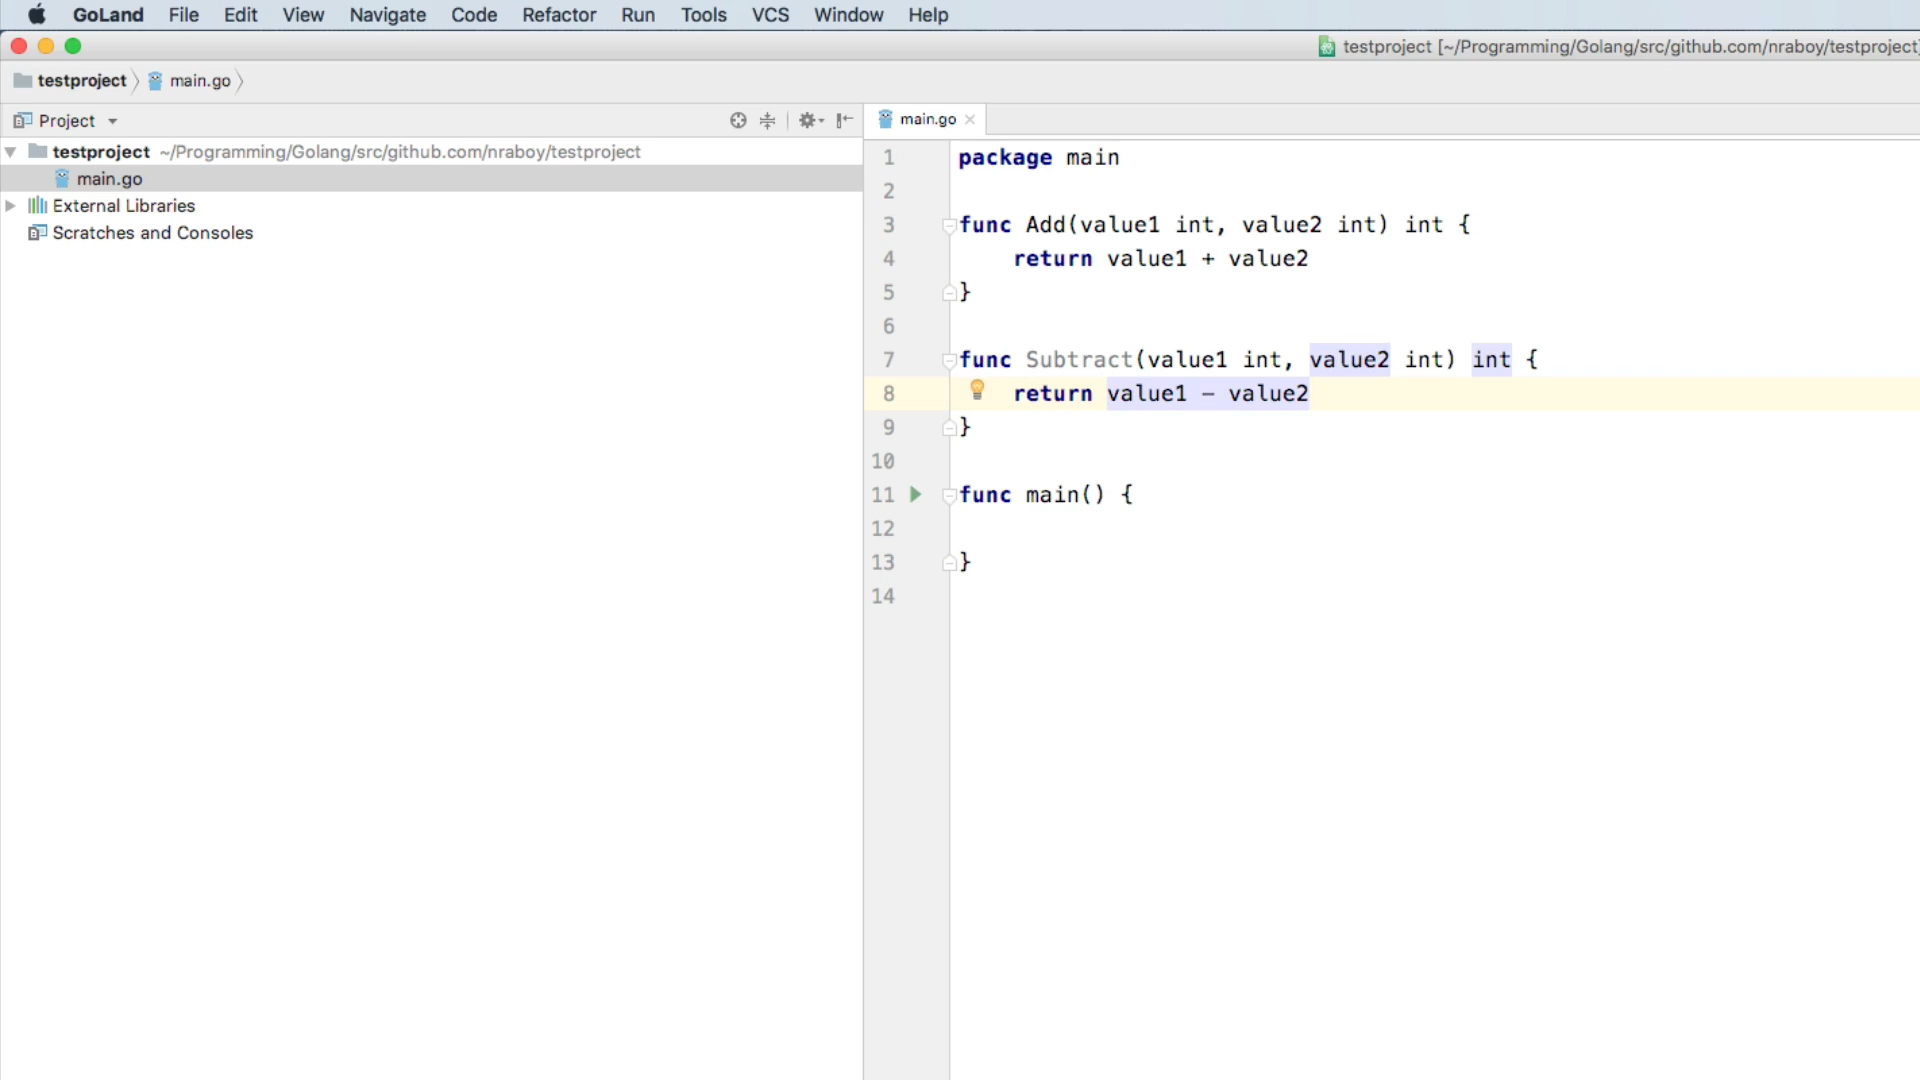 GoLand File Edit View Navigate Code Refactor Run Tools VCS Window Help
testproject [~/Programming/Golang/src/github.com/nraboy/testproject]
testproject main.go
Project
main.go
testproject ~/Programming/Golang/src/github.com/nraboy/testproject
main.go
External Libraries
Scratches and Consoles
1 package main
2
3 func Add(value1 int, value2 int) int {
4 return value1 + value2
5 }
6
7 func Subtract(value1 int, value2 int) int {
8 return value1 - value2
9 }
10
11 func main() {
12
13 }
14